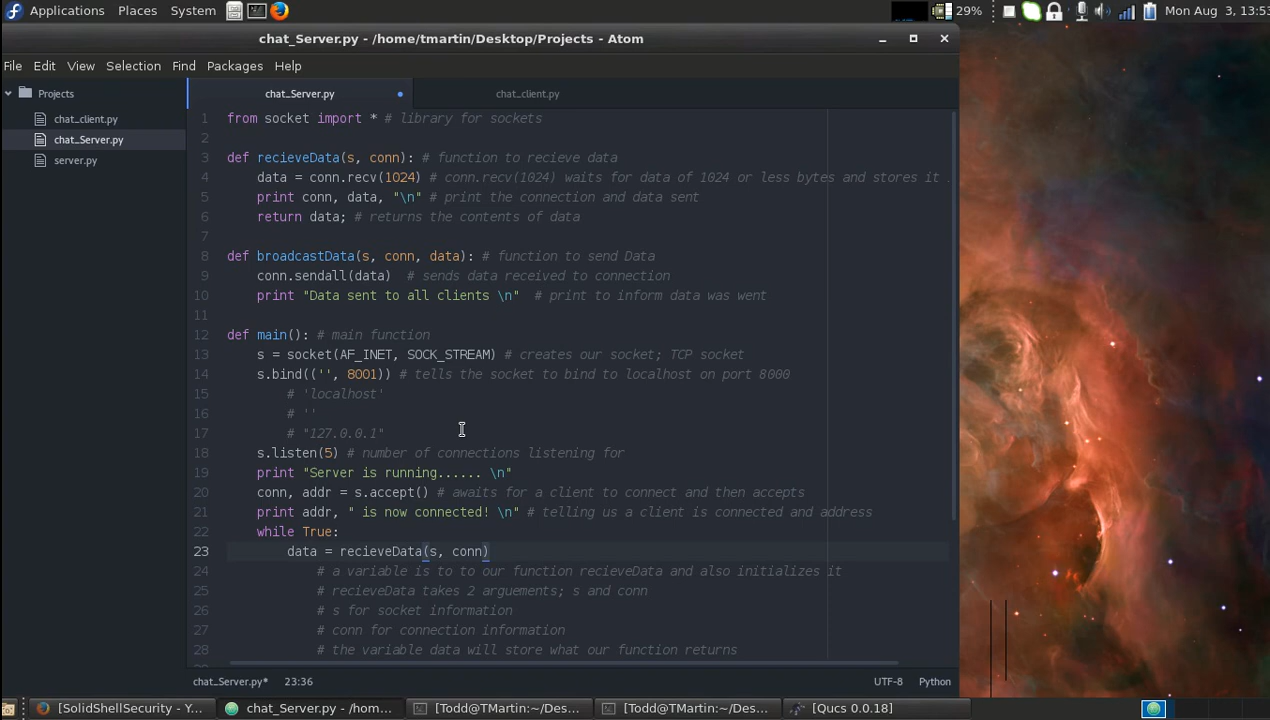 Applications Places System 29% Mon Aug 3, 13:53
chat_Server.py - /home/tmartin/Desktop/Projects - Atom
File Edit View Selection Find Packages Help
Projects
chat_client.py
chat_Server.py
server.py
chat_Server.py chat_client.py
1 from socket import * # library for sockets
2
3 def recieveData(s, conn): # function to recieve data
4 data = conn.recv(1024) # conn.recv(1024) waits for data of 1024 or less bytes and stores it .
5 print conn, data, "\n" # print the connection and data sent
6 return data; # returns the contents of data
7
8 def broadcastData(s, conn, data): # function to send Data
9 conn.sendall(data) # sends data received to connection
10 print "Data sent to all clients \n" # print to inform data was went
11
12 def main(): # main function
13 s = socket(AF_INET, SOCK_STREAM) # creates our socket; TCP socket
14 s.bind(('', 8001)) # tells the socket to bind to localhost on port 8000
15 # 'localhost'
16 # ''
17 # "127.0.0.1"
18 s.listen(5) # number of connections listening for
19 print "Server is running...... \n"
20 conn, addr = s.accept() # awaits for a client to connect and then accepts
21 print addr, " is now connected! \n" # telling us a client is connected and address
22 while True:
23 data = recieveData(s, conn)
24 # a variable is to to our function recieveData and also initializes it
25 # recieveData takes 2 arguements; s and conn
26 # s for socket information
27 # conn for connection information
28 # the variable data will store what our function returns
chat_Server.py* 23:36 UTF-8 Python
[SolidShellSecurity - Y... chat_Server.py - /hom... [Todd@TMartin:~/Des... [Todd@TMartin:~/Des... [Qucs 0.0.18]